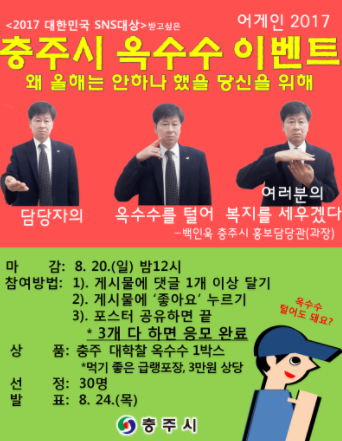 <2017 대한민국 SNS대상>받고싶은 어게인 2017
충주시 옥수수 이벤트
왜 올해는 안하나 했을 당신을 위해
담당자의 옥수수를 털어 여러분의 복지를 세우겠다
-백인욱 충주시 홍보담당관(과장)
마 감: 8. 20.(일) 밤12시
참여방법: 1). 게시물에 댓글 1개 이상 달기
2). 게시물에 '좋아요' 누르기
3). 포스터 공유하면 끝
* 3개 다 하면 응모 완료
상 품: 충주 대학찰 옥수수 1박스
*먹기 좋은 급랭포장, 3만원 상당
선 정: 30명
발 표: 8. 24.(목)
옥수수
털어도 돼요?
충주시